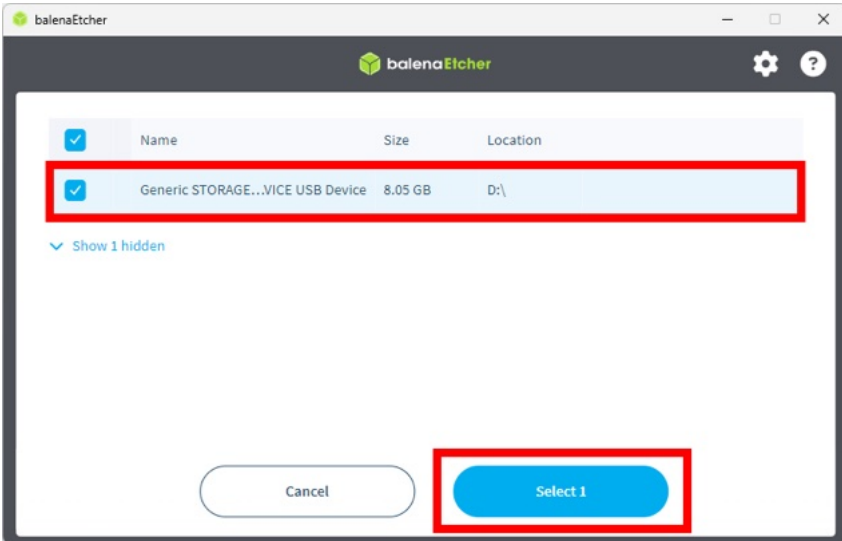 balenaEtcher
balenaEtcher
Name Size Location
Generic STORAGE...VICE USB Device 8.05 GB D:\
Show 1 hidden
Cancel Select 1